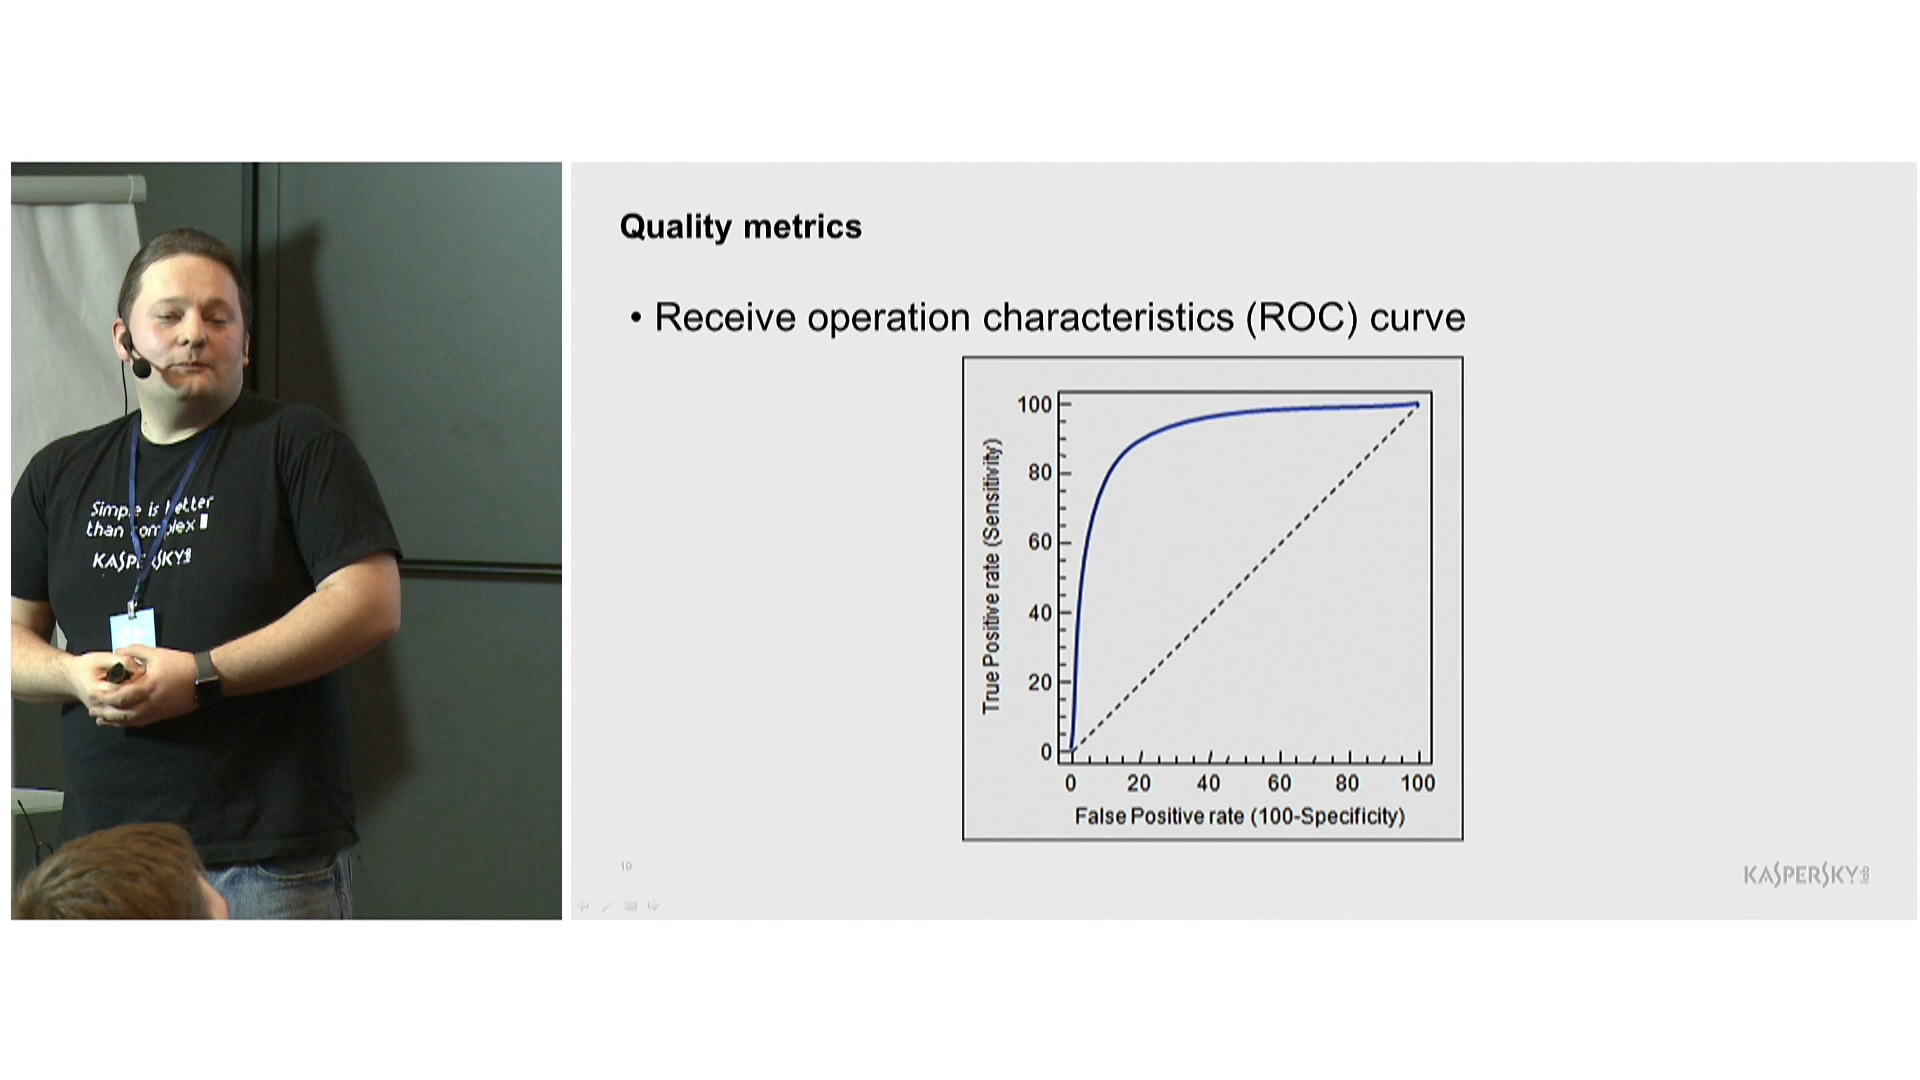 Simple is better
than complex
KASPERSKY
Quality metrics
• Receive operation characteristics (ROC) curve
True Positive rate (Sensitivity)
100
80
60
40
20
0
0 20 40 60 80 100
False Positive rate (100-Specificity)
19
KASPERSKY